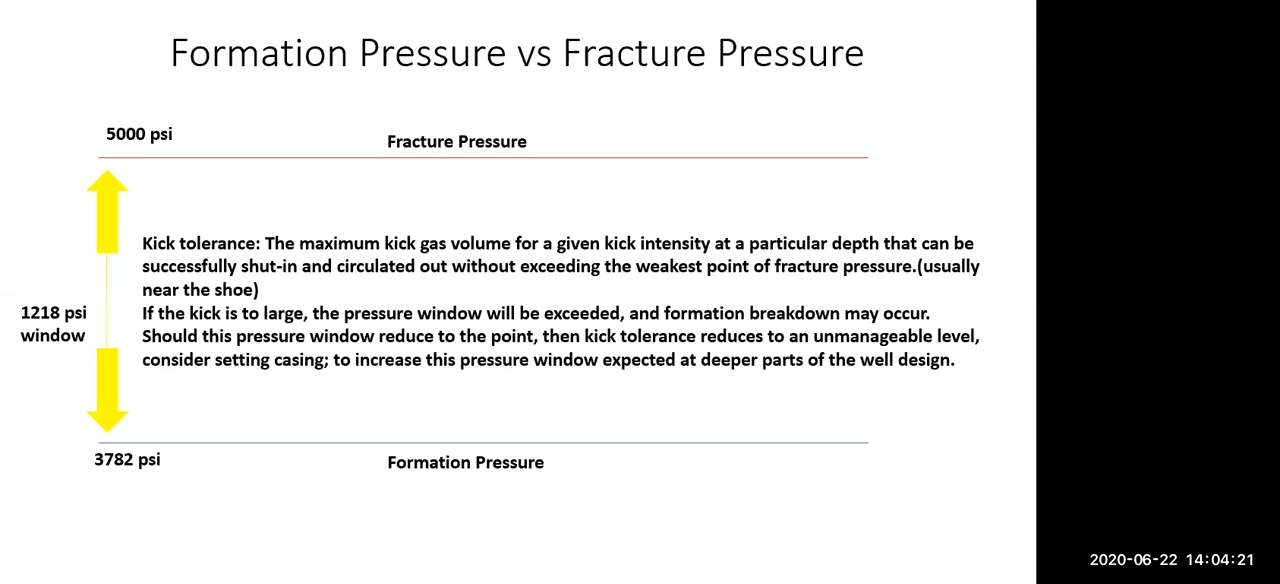 Formation Pressure vs Fracture Pressure
5000 psi
Fracture Pressure
Kick tolerance: The maximum kick gas volume for a given kick intensity at a particular depth that can be
successfully shut-in and circulated out without exceeding the weakest point of fracture pressure.(usually
near the shoe)
If the kick is to large, the pressure window will be exceeded, and formation breakdown may occur.
Should this pressure window reduce to the point, then kick tolerance reduces to an unmanageable level,
consider setting casing; to increase this pressure window expected at deeper parts of the well design.
1218 psi
window
3782 psi
Formation Pressure
2020-06-22 14:04:21